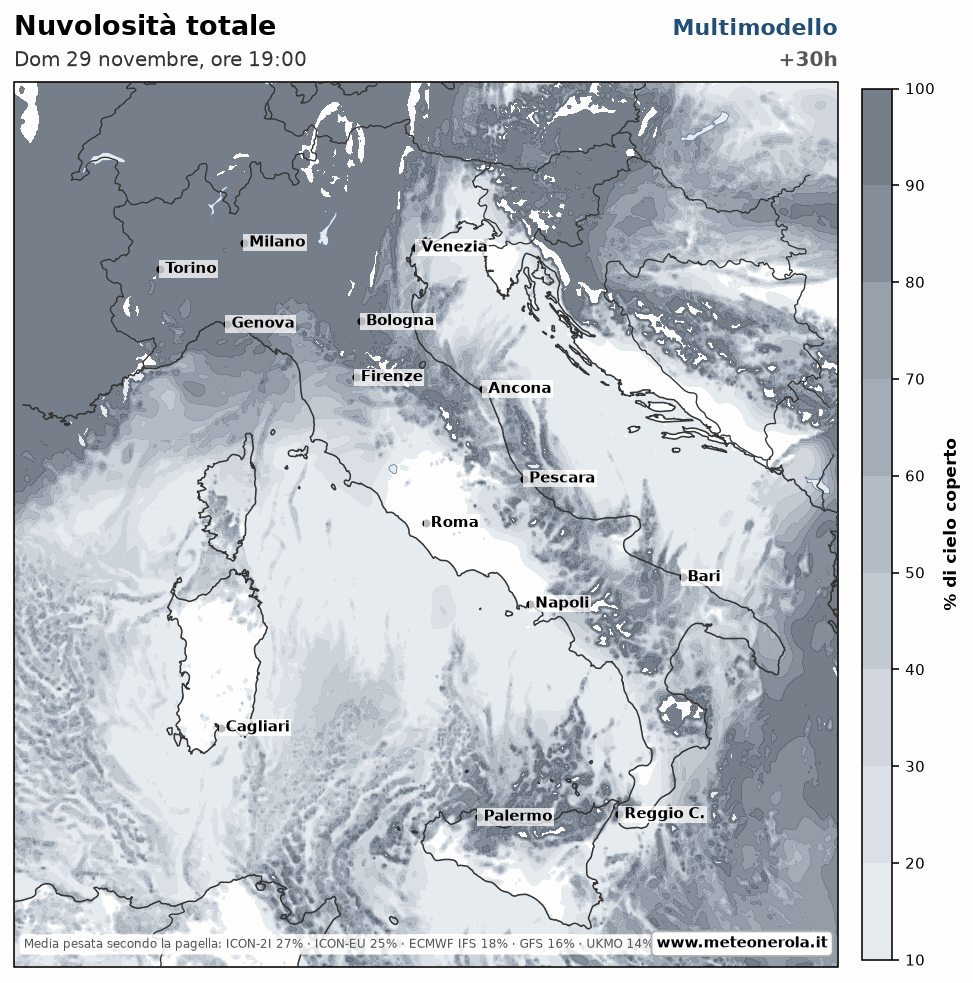 Nuvolosità totale
Multimodello
Dom 29 novembre, ore 19:00
+30h
100
90
80
70
60
50
40
30
20
10
% di cielo coperto
Milano
Venezia
Torino
Genova
Bologna
Firenze
Ancona
Pescara
Roma
Bari
Napoli
Cagliari
Palermo
Reggio C.
Media pesata secondo la pagella: ICON-2I 27% · ICON-EU 25% · ECMWF IFS 18% · GFS 16% · UKMO 14%
www.meteonerola.it